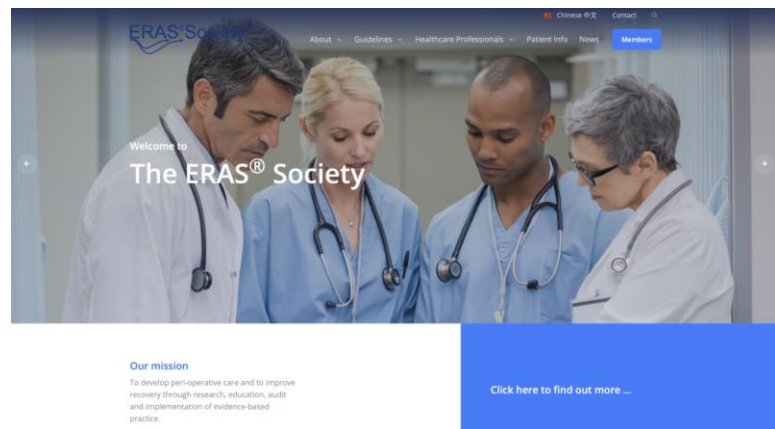 Chinese 中文 Contact
ERAS®Society
About Guidelines Healthcare Professionals Patient Info News Members
Welcome to
The ERAS® Society
Our mission
To develop peri-operative care and to improve
recovery through research, education, audit
and implementation of evidence-based
practice.
Click here to find out more ...